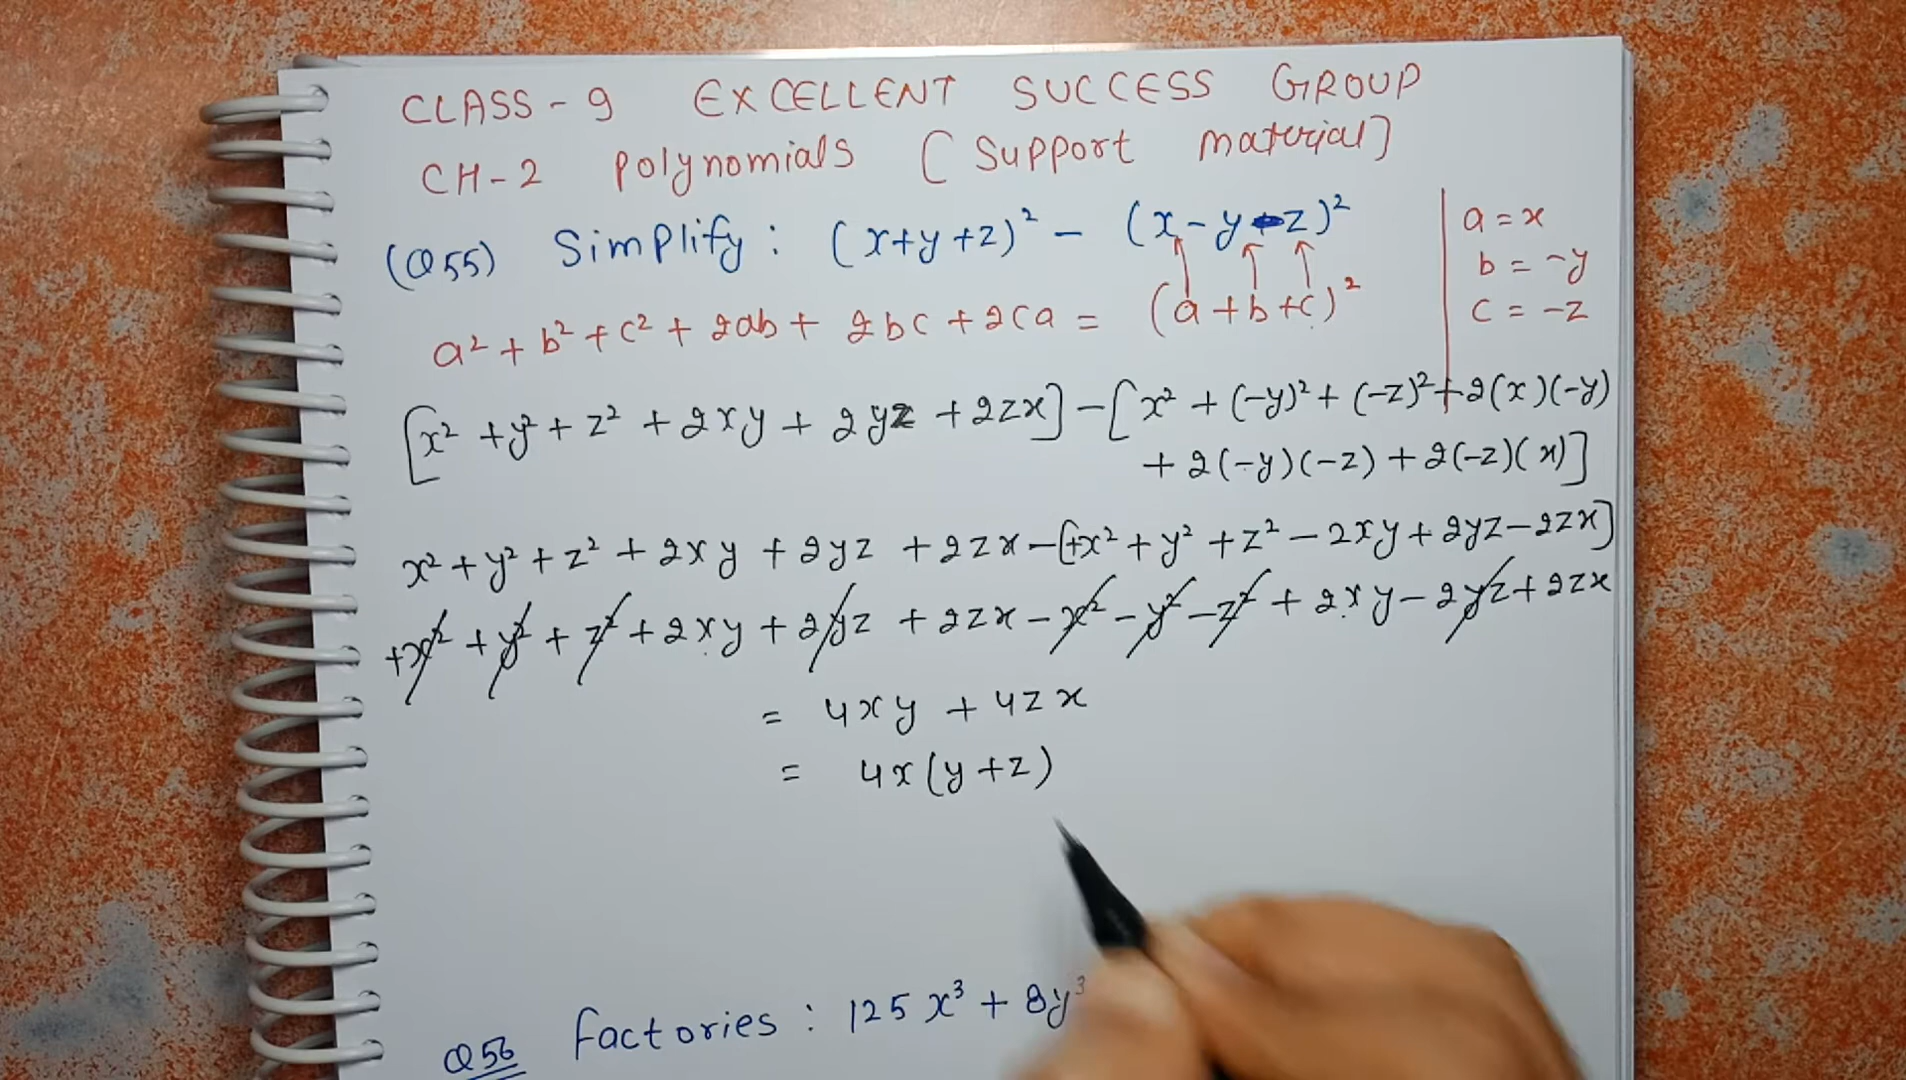 CLASS - 9 EXCELLENT SUCCESS GROUP
CH-2 Polynomials [Support material]
(Q55) Simplify: (x+y+z)² - (x-y-z)²
a² + b² + c² + 2ab + 2bc + 2ca = (a+b+c)²
a = x
b = -y
c = -z
[x² + y² + z² + 2xy + 2yz + 2zx] - [x² + (-y)² + (-z)² + 2(x)(-y)
+ 2(-y)(-z) + 2(-z)(x)]
x² + y² + z² + 2xy + 2yz + 2zx - [+x² + y² + z² - 2xy + 2yz - 2zx]
+x² + y² + z² + 2xy + 2yz + 2zx - x² - y² - z² + 2xy - 2yz + 2zx
= 4xy + 4zx
= 4x(y+z)
Q56 factories: 125x³ + 8y³